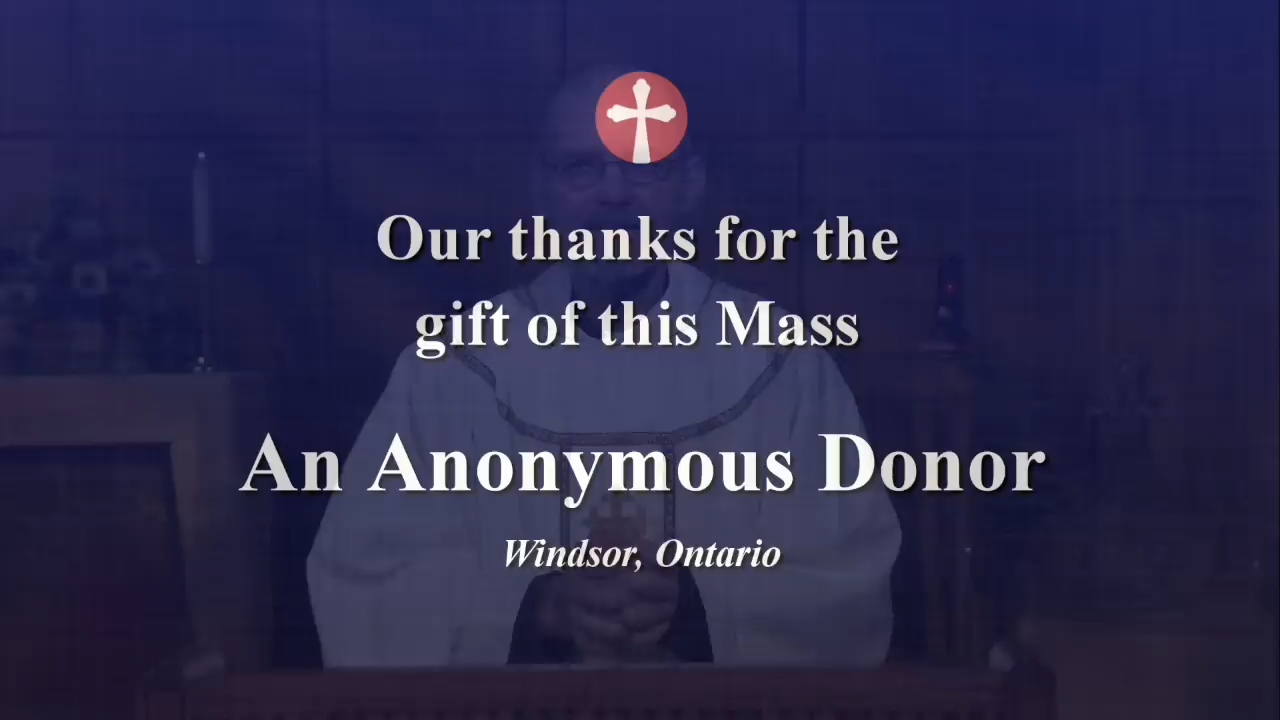 Our thanks for the
gift of this Mass
An Anonymous Donor
Windsor, Ontario